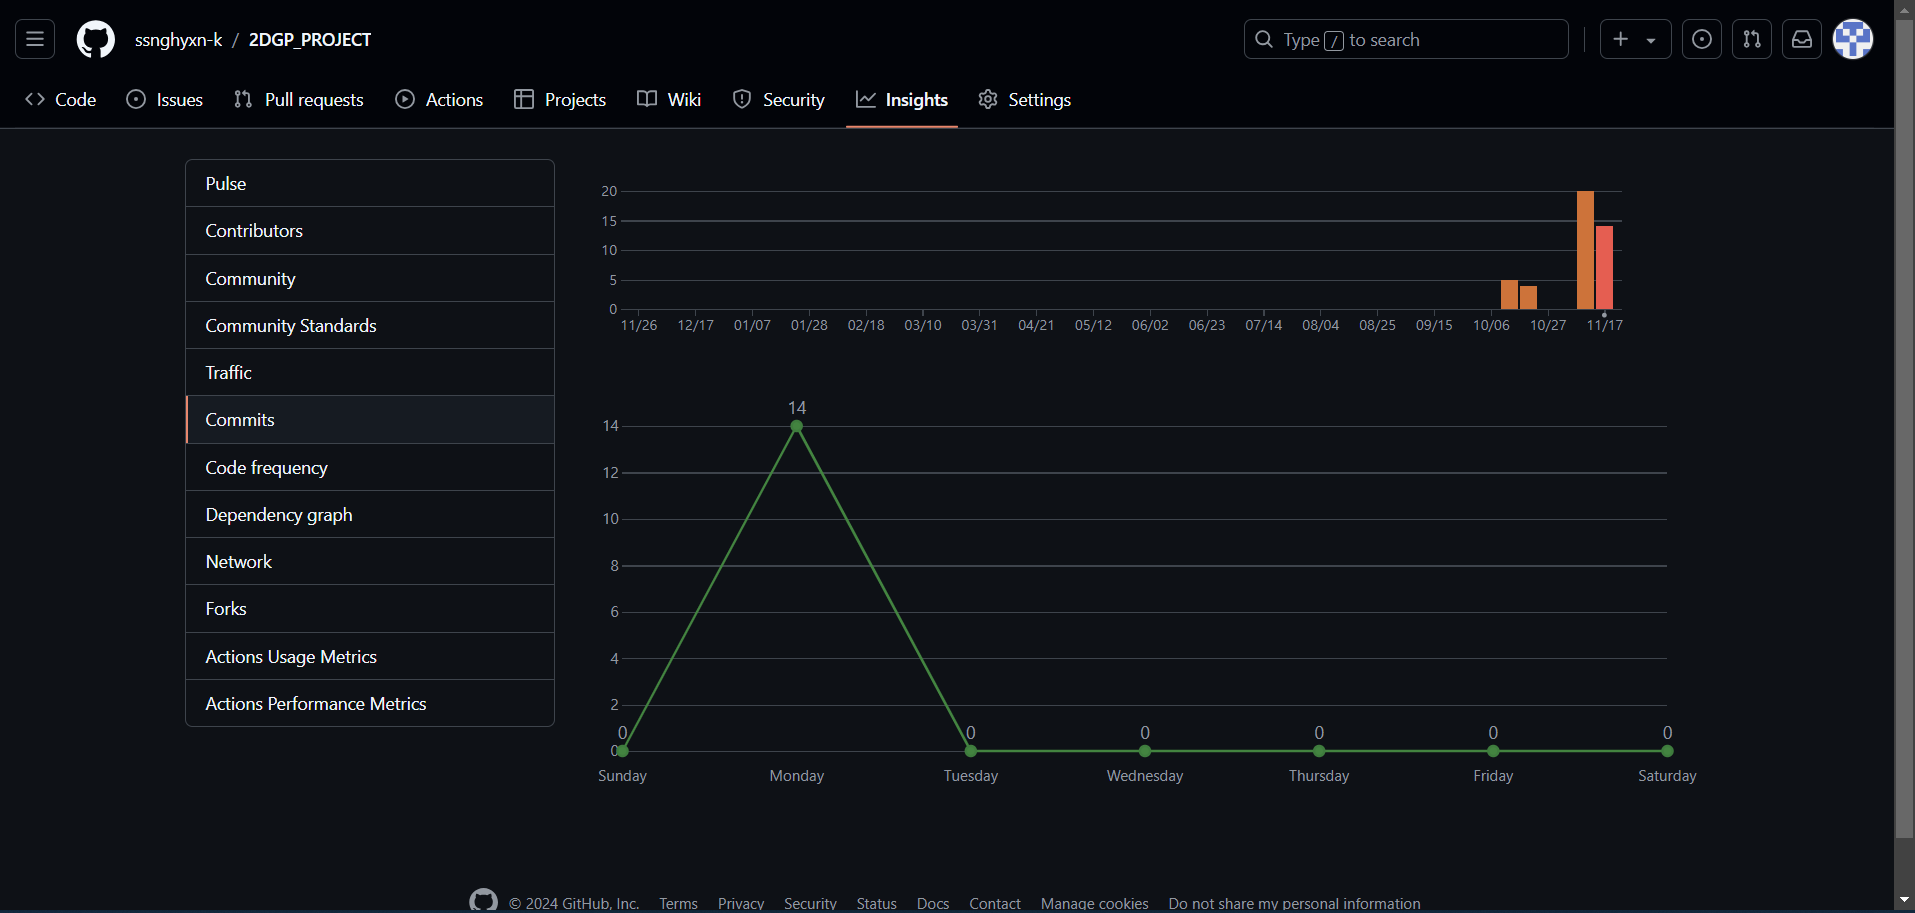 ssnghyxn-k / 2DGP_PROJECT
Type / to search
Code Issues Pull requests Actions Projects Wiki Security Insights Settings
Pulse
Contributors
Community
Community Standards
Traffic
Commits
Code frequency
Dependency graph
Network
Forks
Actions Usage Metrics
Actions Performance Metrics
20
15
10
5
0
11/26 12/17 01/07 01/28 02/18 03/10 03/31 04/21 05/12 06/02 06/23 07/14 08/04 08/25 09/15 10/06 10/27 11/17
14
14
12
10
8
6
4
2
0 0 0 0 0 0
0
Sunday Monday Tuesday Wednesday Thursday Friday Saturday
© 2024 GitHub, Inc. Terms Privacy Security Status Docs Contact Manage cookies Do not share my personal information